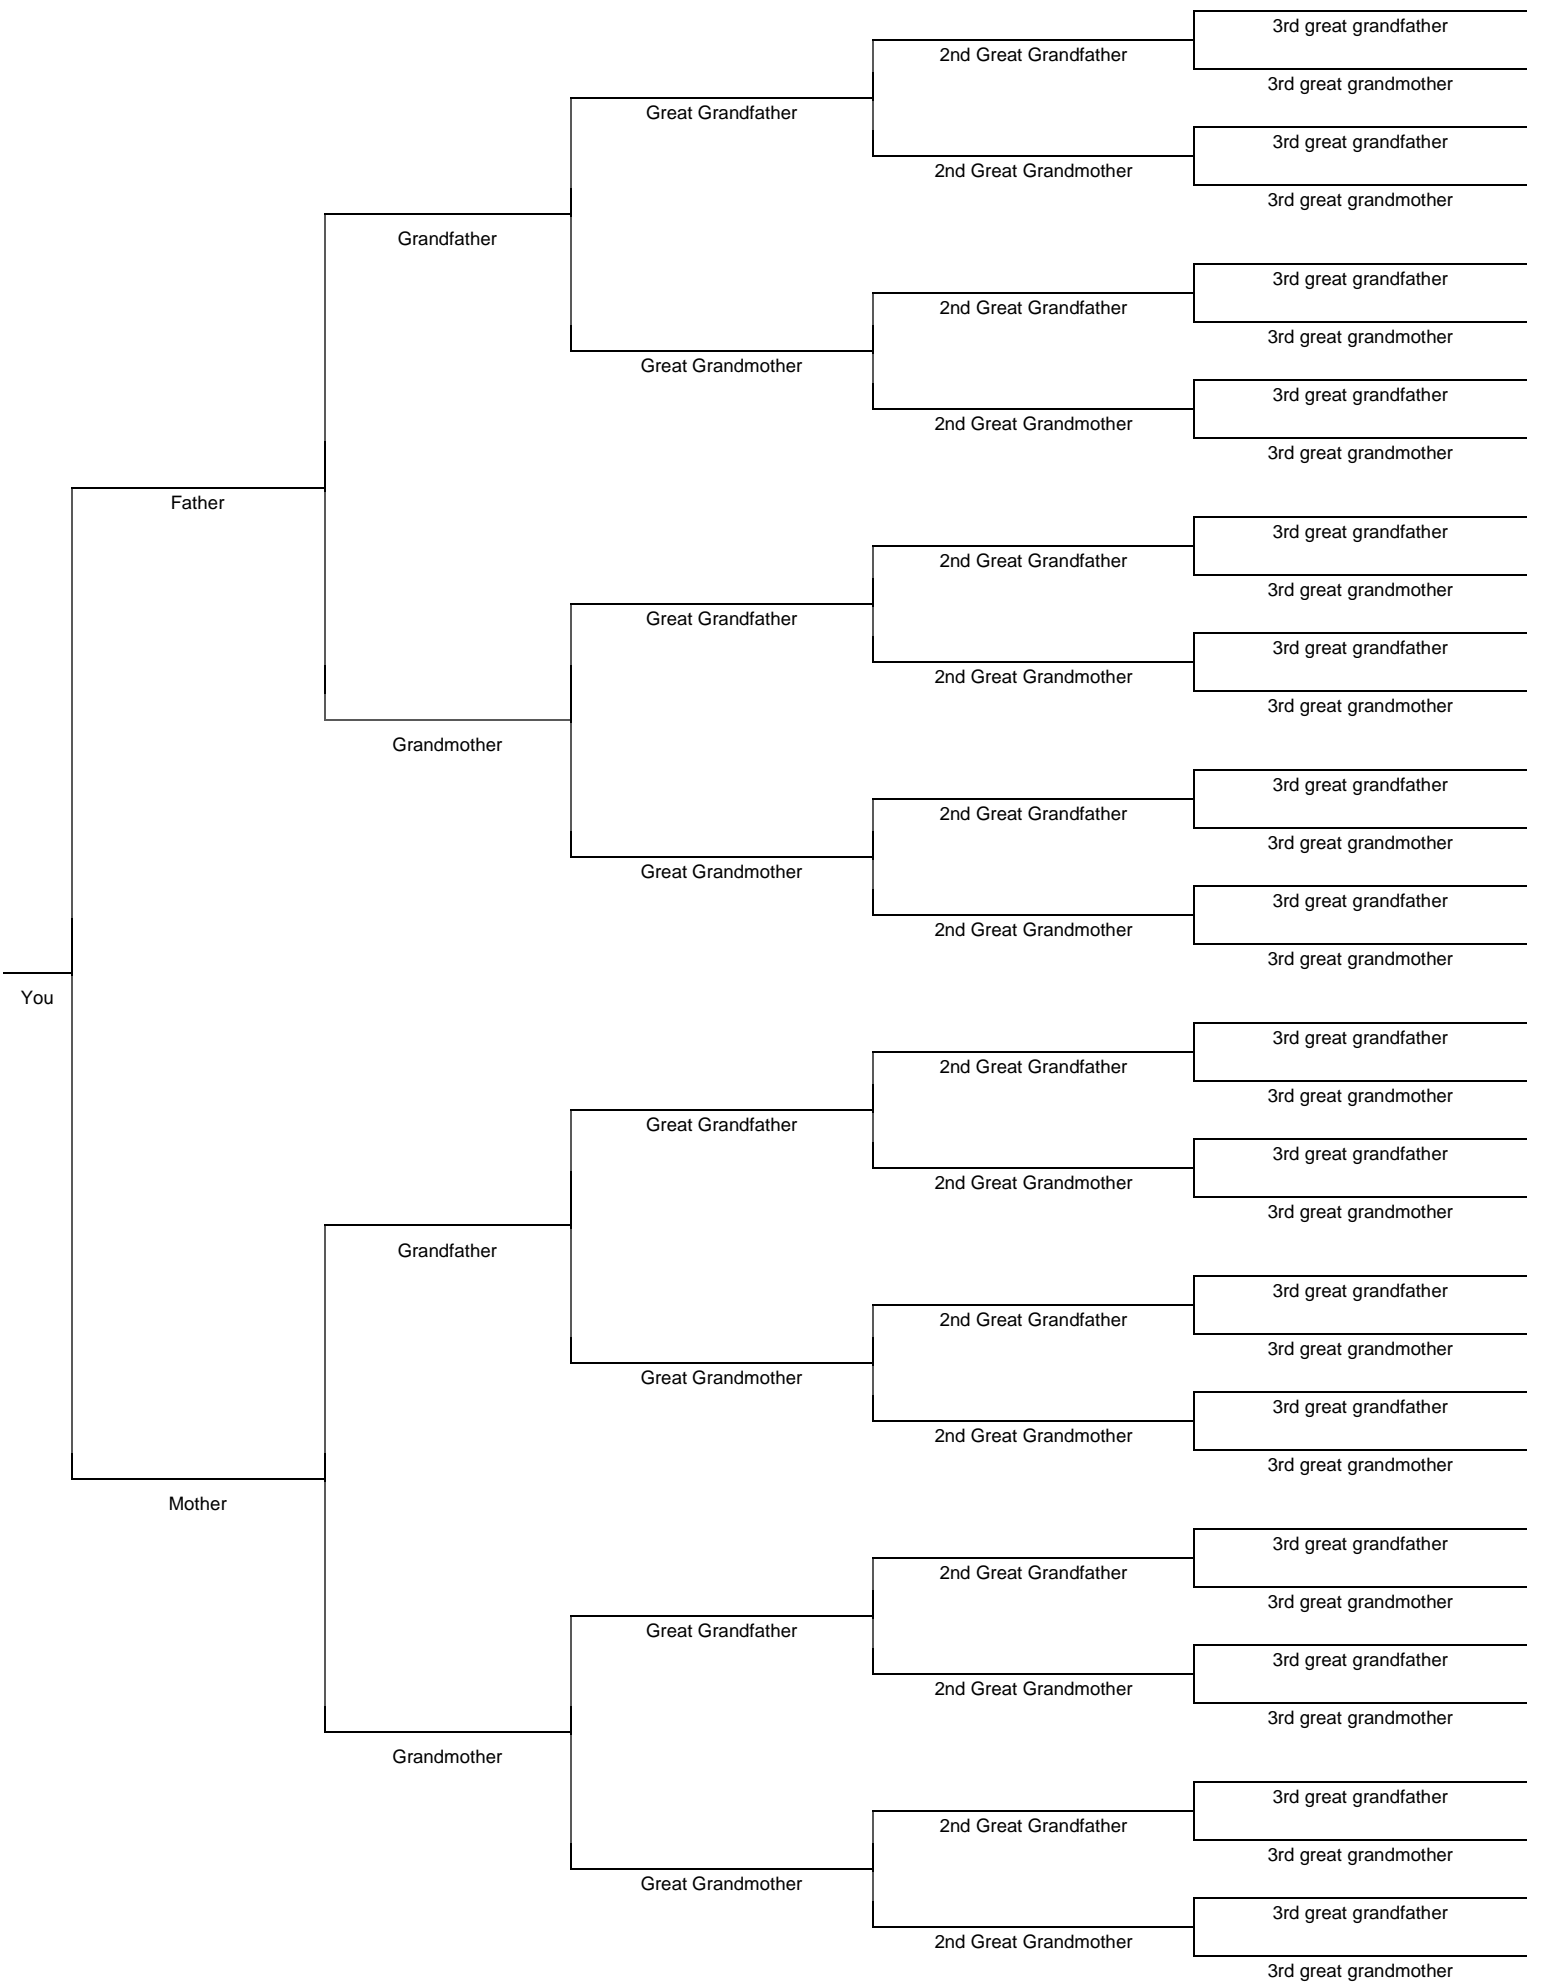 3rd great grandfather
2nd Great Grandfather
3rd great grandmother
Great Grandfather
3rd great grandfather
2nd Great Grandmother
3rd great grandmother
Grandfather
3rd great grandfather
2nd Great Grandfather
3rd great grandmother
Great Grandmother
3rd great grandfather
2nd Great Grandmother
3rd great grandmother
Father
3rd great grandfather
2nd Great Grandfather
3rd great grandmother
Great Grandfather
3rd great grandfather
2nd Great Grandmother
3rd great grandmother
Grandmother
3rd great grandfather
2nd Great Grandfather
3rd great grandmother
Great Grandmother
3rd great grandfather
2nd Great Grandmother
3rd great grandmother
You
3rd great grandfather
2nd Great Grandfather
3rd great grandmother
Great Grandfather
3rd great grandfather
2nd Great Grandmother
3rd great grandmother
Grandfather
3rd great grandfather
2nd Great Grandfather
3rd great grandmother
Great Grandmother
3rd great grandfather
2nd Great Grandmother
3rd great grandmother
Mother
3rd great grandfather
2nd Great Grandfather
3rd great grandmother
Great Grandfather
3rd great grandfather
2nd Great Grandmother
3rd great grandmother
Grandmother
3rd great grandfather
2nd Great Grandfather
3rd great grandmother
Great Grandmother
3rd great grandfather
2nd Great Grandmother
3rd great grandmother